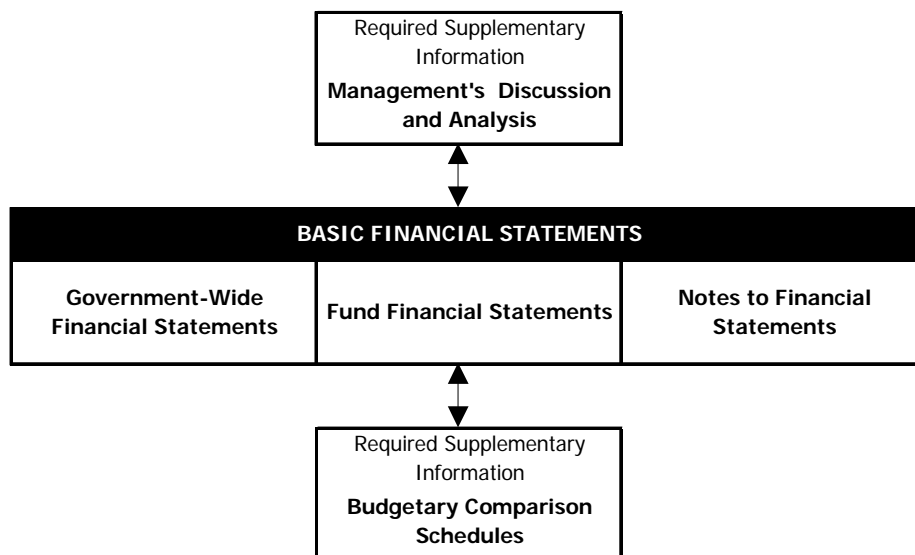 Required Supplementary
Information
Management's Discussion
and Analysis
BASIC FINANCIAL STATEMENTS
Government-Wide
Financial Statements
Fund Financial Statements
Notes to Financial
Statements
Required Supplementary
Information
Budgetary Comparison
Schedules